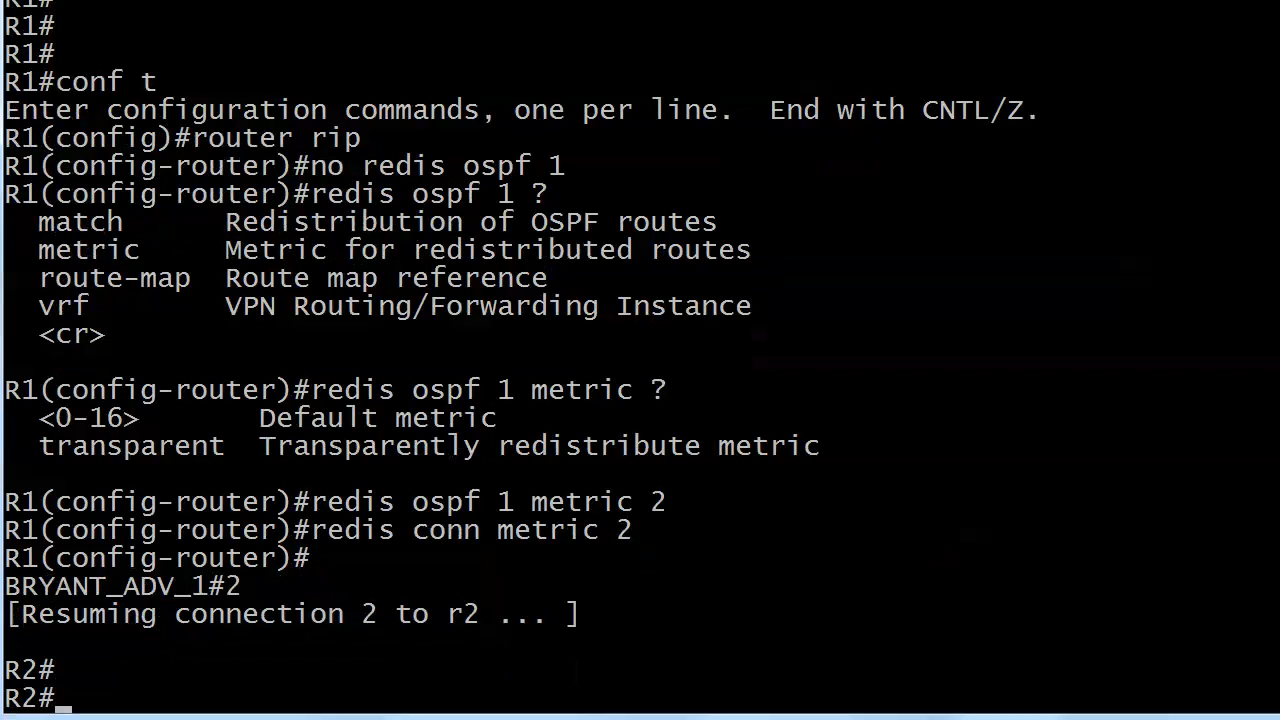 R1#
R1#
R1#
R1#conf t
Enter configuration commands, one per line.  End with CNTL/Z.
R1(config)#router rip
R1(config-router)#no redis ospf 1
R1(config-router)#redis ospf 1 ?
  match      Redistribution of OSPF routes
  metric     Metric for redistributed routes
  route-map  Route map reference
  vrf        VPN Routing/Forwarding Instance
  <cr>
R1(config-router)#redis ospf 1 metric ?
  <0-16>       Default metric
  transparent  Transparently redistribute metric
R1(config-router)#redis ospf 1 metric 2
R1(config-router)#redis conn metric 2
R1(config-router)#
BRYANT_ADV_1#2
[Resuming connection 2 to r2 ... ]
R2#
R2#_